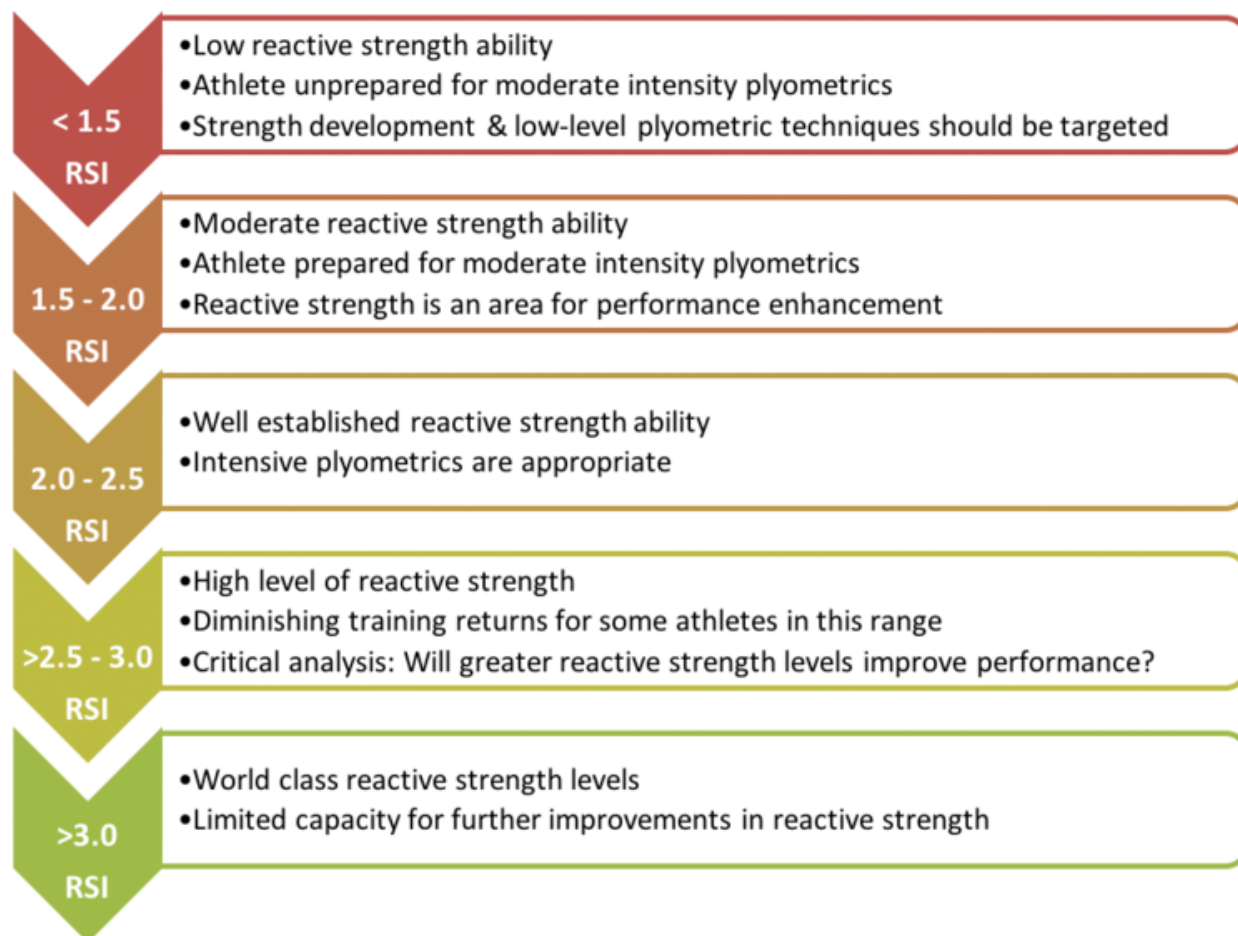 < 1.5
RSI
•Low reactive strength ability
•Athlete unprepared for moderate intensity plyometrics
•Strength development & low-level plyometric techniques should be targeted
1.5 - 2.0
RSI
•Moderate reactive strength ability
•Athlete prepared for moderate intensity plyometrics
•Reactive strength is an area for performance enhancement
2.0 - 2.5
RSI
•Well established reactive strength ability
•Intensive plyometrics are appropriate
>2.5 - 3.0
RSI
•High level of reactive strength
•Diminishing training returns for some athletes in this range
•Critical analysis: Will greater reactive strength levels improve performance?
>3.0
RSI
•World class reactive strength levels
•Limited capacity for further improvements in reactive strength